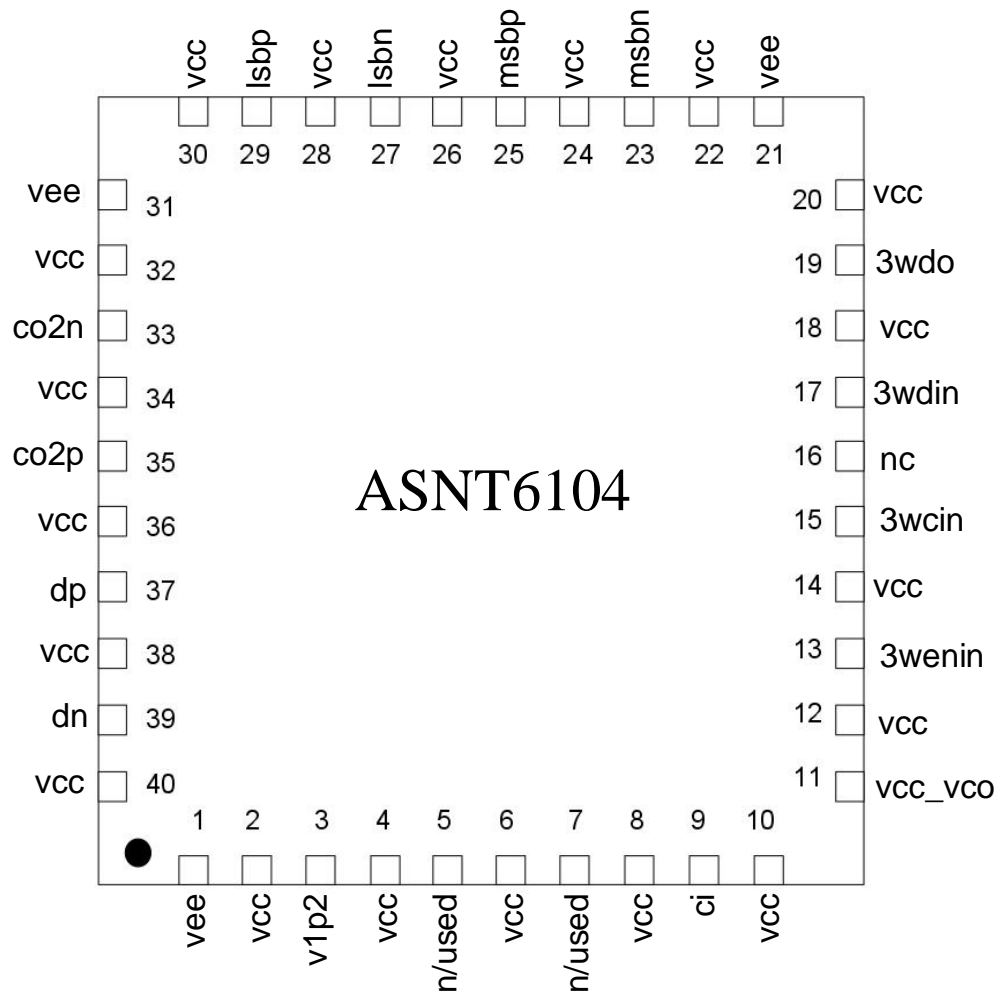 vcc lsbp vcc lsbn vcc msbp vcc msbn vcc vee
30 29 28 27 26 25 24 23 22 21
vee 31 20 vcc
vcc 32 19 3wdo
co2n 33 18 vcc
vcc 34 17 3wdin
co2p 35 16 nc
ASNT6104
vcc 36 15 3wcin
dp 37 14 vcc
vcc 38 13 3wenin
dn 39 12 vcc
vcc 40 11 vcc_vco
1 2 3 4 5 6 7 8 9 10
vee vcc v1p2 vcc n/used vcc n/used vcc ci vcc